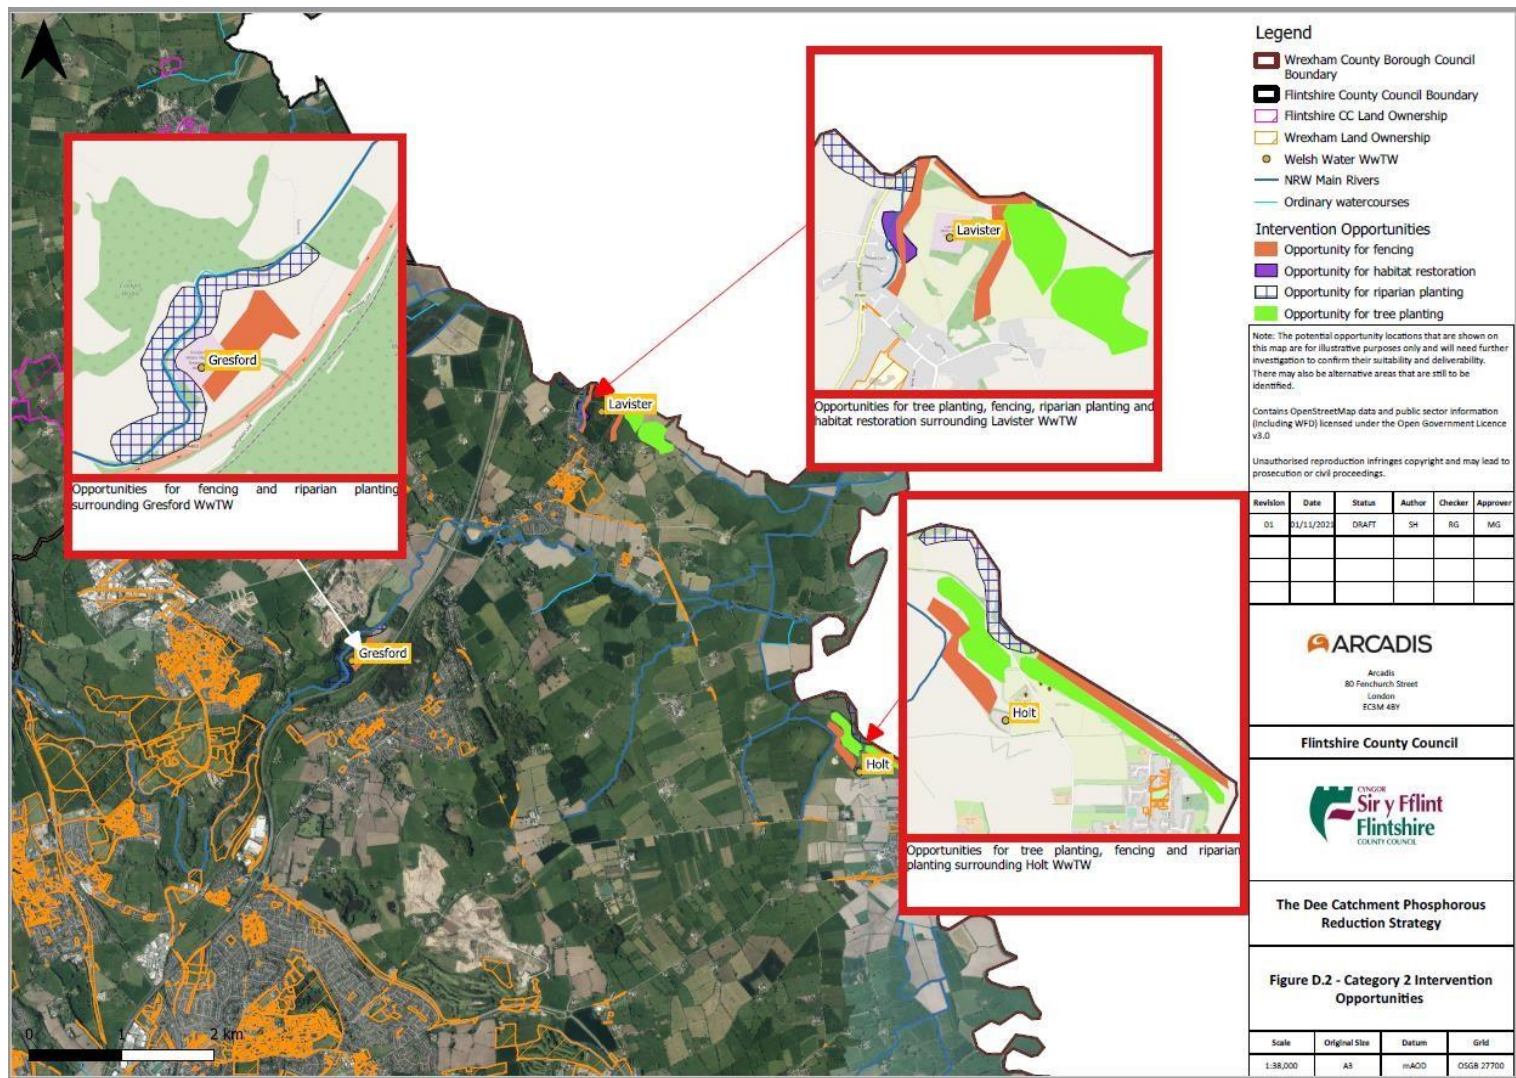 Gresford
Opportunities for fencing and riparian planting
surrounding Gresford WwTW
Lavister
Opportunities for tree planting, fencing, riparian planting and
habitat restoration surrounding Lavister WwTW
Lavister
Gresford
Holt
Holt
Opportunities for tree planting, fencing and riparian
planting surrounding Holt WwTW
0 1 2 km
Legend
Wrexham County Borough Council
Boundary
Flintshire County Council Boundary
Flintshire CC Land Ownership
Wrexham Land Ownership
Welsh Water WwTW
NRW Main Rivers
Ordinary watercourses
Intervention Opportunities
Opportunity for fencing
Opportunity for habitat restoration
Opportunity for riparian planting
Opportunity for tree planting
Note: The potential opportunity locations that are shown on
this map are for illustrative purposes only and will need further
investigation to confirm their suitability and deliverability.
There may also be alternative areas that are still to be
identified.
Contains OpenStreetMap data and public sector information
(including WFD) licensed under the Open Government Licence
v3.0
Unauthorised reproduction infringes copyright and may lead to
prosecution or civil proceedings.
Revision Date Status Author Checker Approver
01 01/11/2021 DRAFT SH RG MG
ARCADIS
Arcadis
80 Fenchurch Street
London
EC3M 4BY
Flintshire County Council
CYNGOR
Sir y Fflint
Flintshire
COUNTY COUNCIL
The Dee Catchment Phosphorous
Reduction Strategy
Figure D.2 - Category 2 Intervention
Opportunities
Scale Original Size Datum Grid
1:38,000 A3 mAOD OSGB 27700